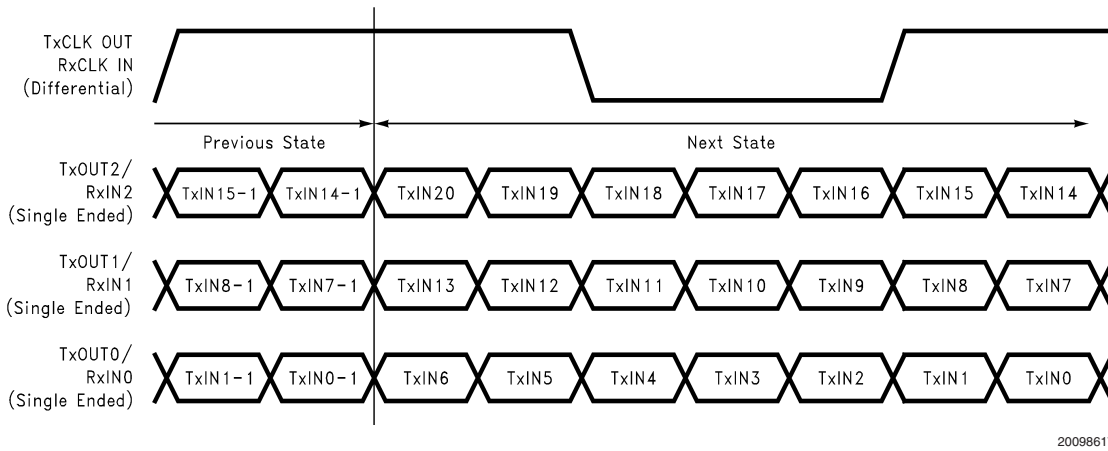 TxCLK OUT
RxCLK IN
(Differential)
Previous State
Next State
TxOUT2/
RxIN2
(Single Ended)
TxIN15-1 TxIN14-1 TxIN20 TxIN19 TxIN18 TxIN17 TxIN16 TxIN15 TxIN14
TxOUT1/
RxIN1
(Single Ended)
TxIN8-1 TxIN7-1 TxIN13 TxIN12 TxIN11 TxIN10 TxIN9 TxIN8 TxIN7
TxOUT0/
RxIN0
(Single Ended)
TxIN1-1 TxIN0-1 TxIN6 TxIN5 TxIN4 TxIN3 TxIN2 TxIN1 TxIN0